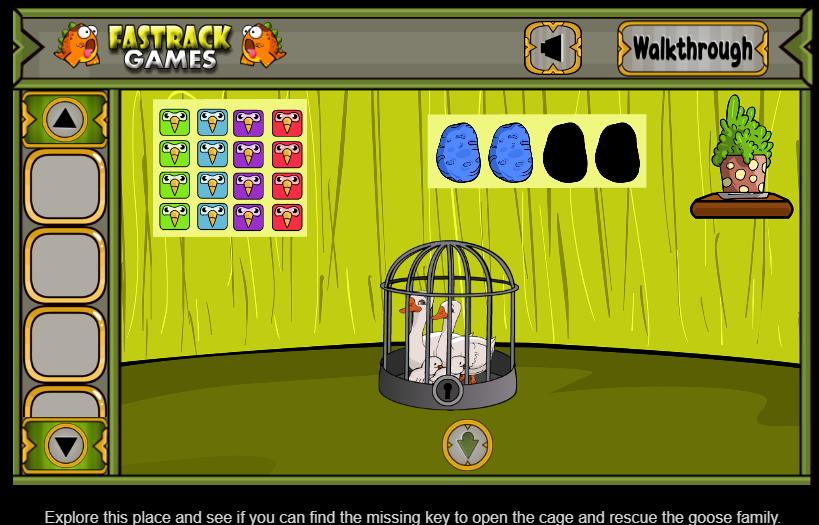 FASTRACK
GAMES
Walkthrough
Explore this place and see if you can find the missing key to open the cage and rescue the goose family.